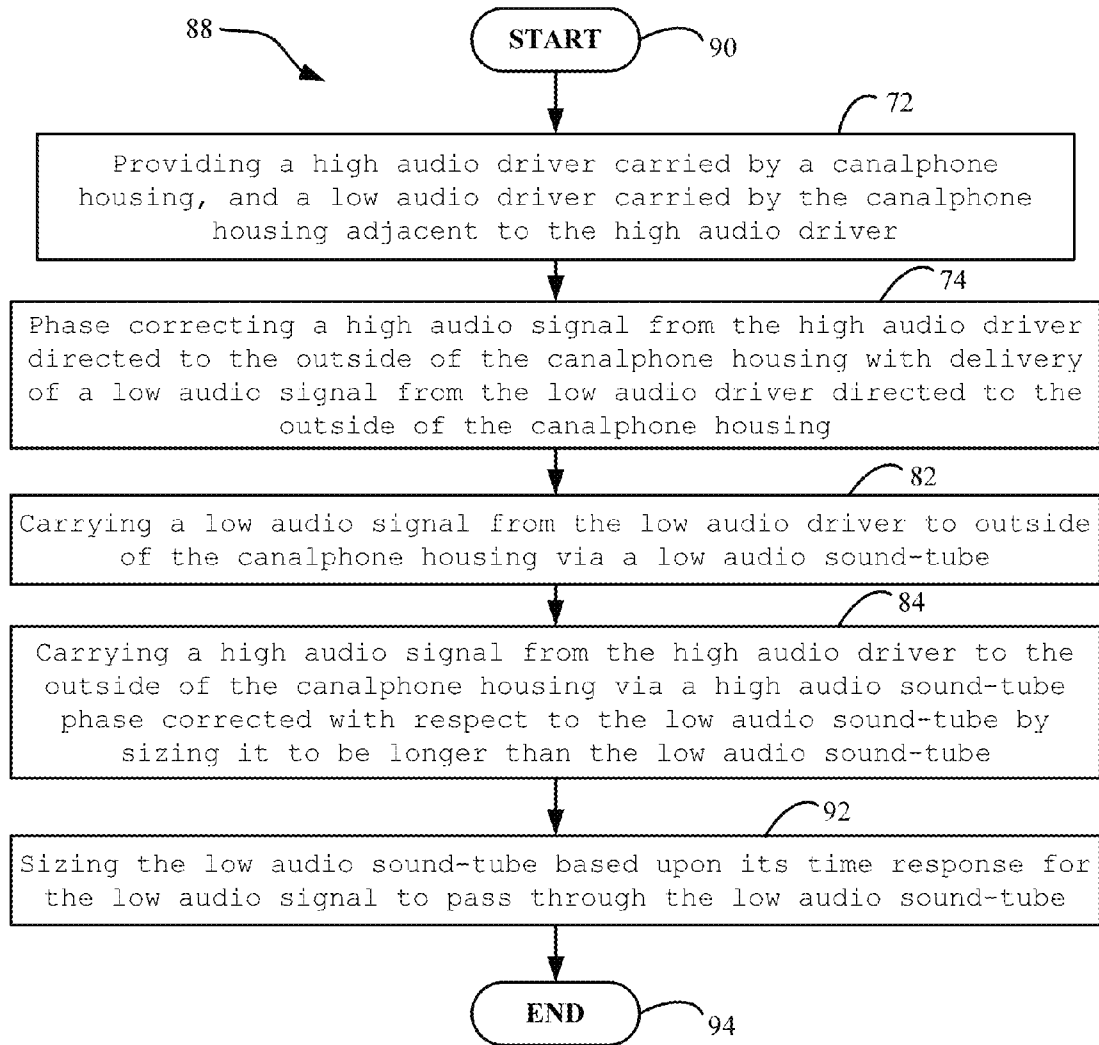 88
START
90
72
Providing a high audio driver carried by a canalphone
housing, and a low audio driver carried by the canalphone
housing adjacent to the high audio driver
74
Phase correcting a high audio signal from the high audio driver
directed to the outside of the canalphone housing with delivery
of a low audio signal from the low audio driver directed to the
outside of the canalphone housing
82
Carrying a low audio signal from the low audio driver to outside
of the canalphone housing via a low audio sound-tube
84
Carrying a high audio signal from the high audio driver to the
outside of the canalphone housing via a high audio sound-tube
phase corrected with respect to the low audio sound-tube by
sizing it to be longer than the low audio sound-tube
92
Sizing the low audio sound-tube based upon its time response for
the low audio signal to pass through the low audio sound-tube
END
94